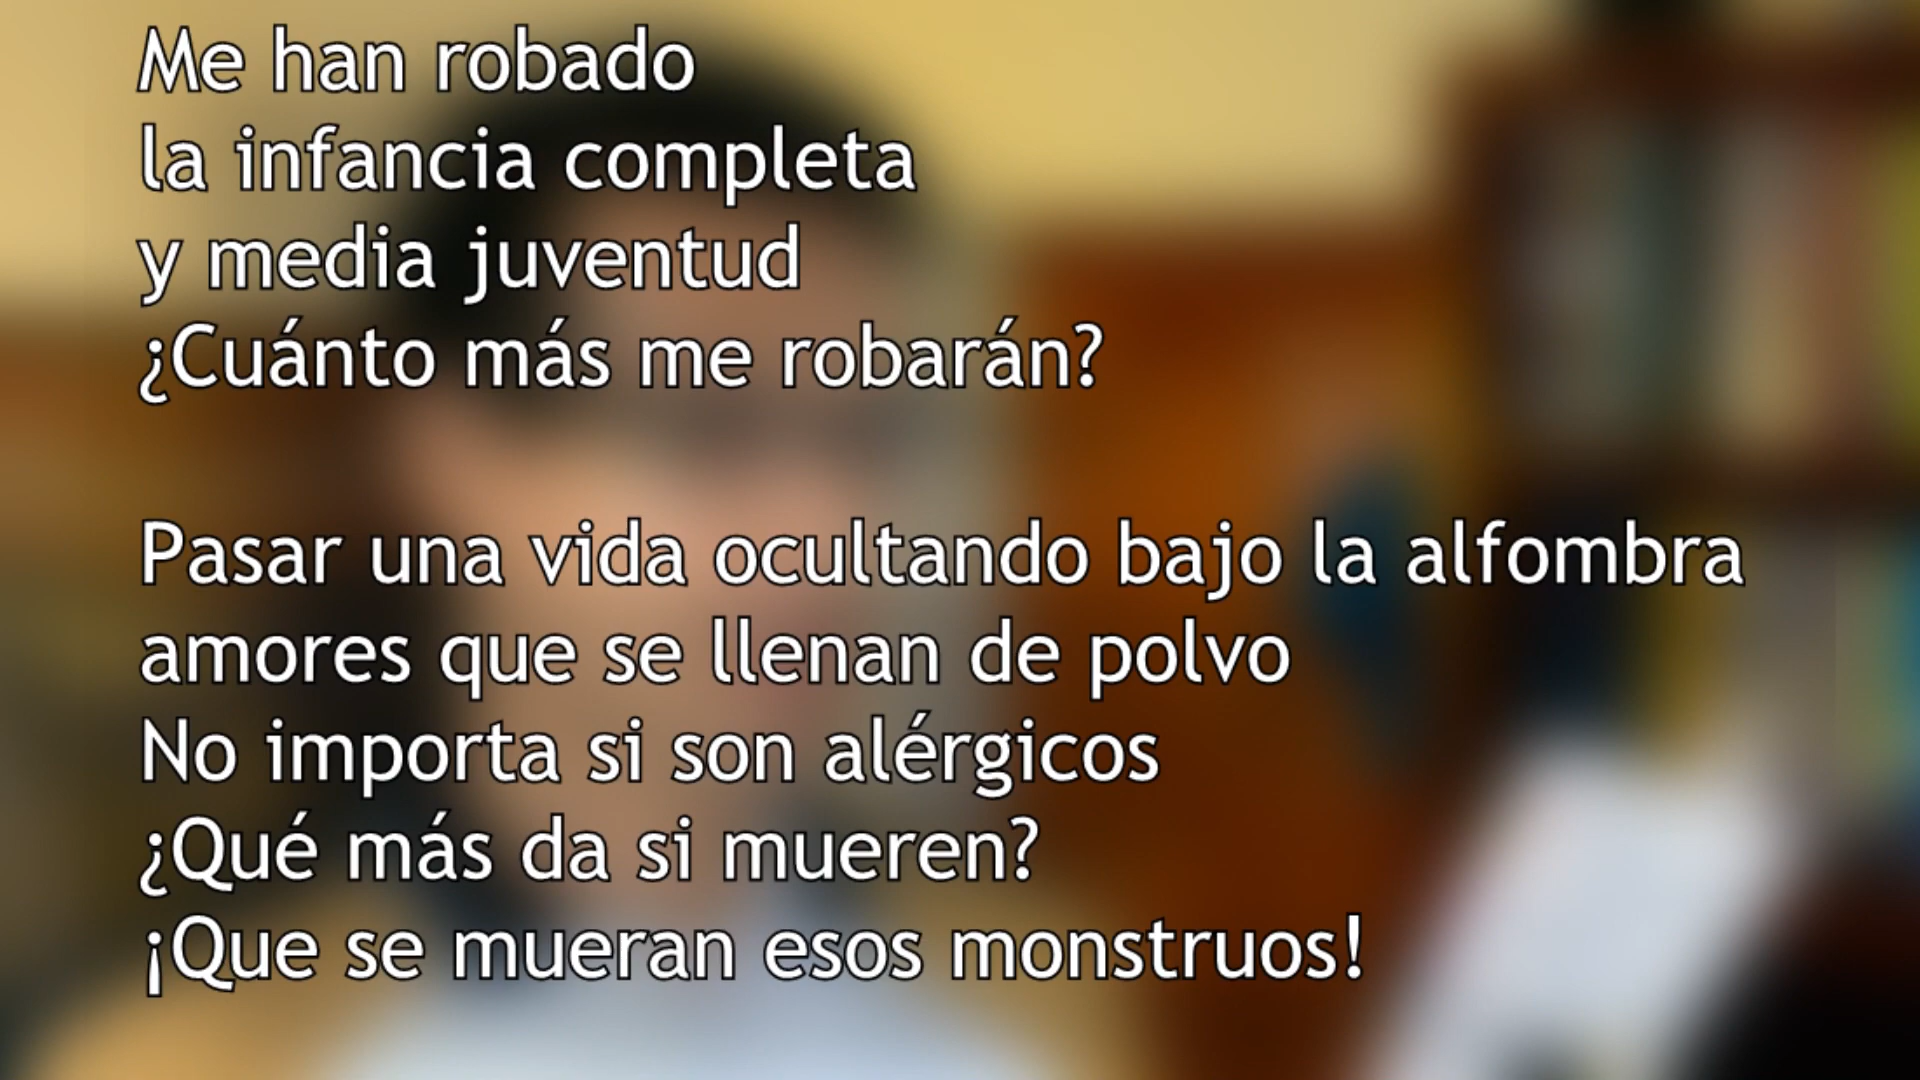 Me han robado
la infancia completa
y media juventud
¿Cuánto más me robarán?
Pasar una vida ocultando bajo la alfombra
amores que se llenan de polvo
No importa si son alérgicos
¿Qué más da si mueren?
¡Que se mueran esos monstruos!